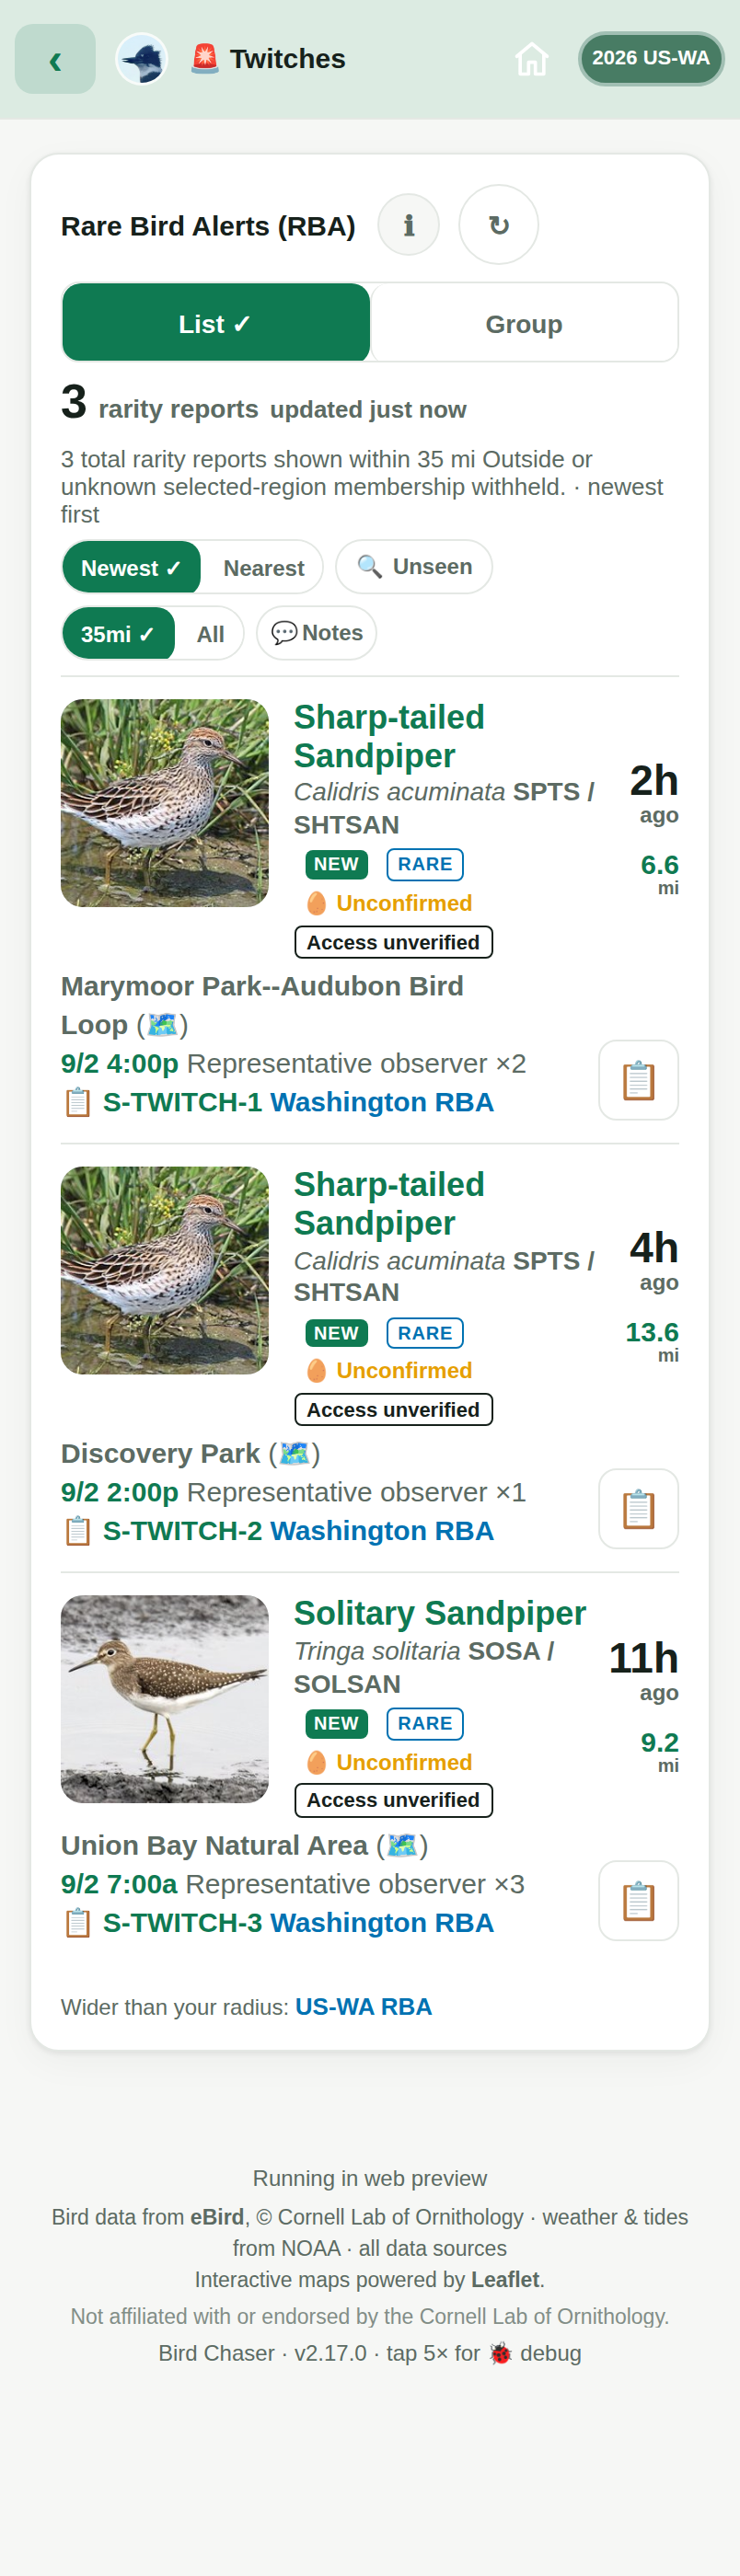 ‹ 🚨 Twitches 2026 US-WA
Rare Bird Alerts (RBA) ℹ ↻
List ✓ Group
3 rarity reports updated just now
3 total rarity reports shown within 35 mi Outside or
unknown selected-region membership withheld. · newest
first
Newest ✓ Nearest 🔍 Unseen
35mi ✓ All 💬 Notes
Sharp-tailed
Sandpiper
Calidris acuminata SPTS /
SHTSAN
2h
ago
6.6
mi
NEW RARE
🥚 Unconfirmed
Access unverified
Marymoor Park--Audubon Bird
Loop (🗺️)
9/2 4:00p Representative observer ×2
📋 S-TWITCH-1 Washington RBA
📋
Sharp-tailed
Sandpiper
Calidris acuminata SPTS /
SHTSAN
4h
ago
13.6
mi
NEW RARE
🥚 Unconfirmed
Access unverified
Discovery Park (🗺️)
9/2 2:00p Representative observer ×1
📋 S-TWITCH-2 Washington RBA
📋
Solitary Sandpiper
Tringa solitaria SOSA /
SOLSAN
11h
ago
9.2
mi
NEW RARE
🥚 Unconfirmed
Access unverified
Union Bay Natural Area (🗺️)
9/2 7:00a Representative observer ×3
📋 S-TWITCH-3 Washington RBA
📋
Wider than your radius: US-WA RBA
Running in web preview
Bird data from eBird, © Cornell Lab of Ornithology · weather & tides
from NOAA · all data sources
Interactive maps powered by Leaflet.
Not affiliated with or endorsed by the Cornell Lab of Ornithology.
Bird Chaser · v2.17.0 · tap 5× for 🐞 debug